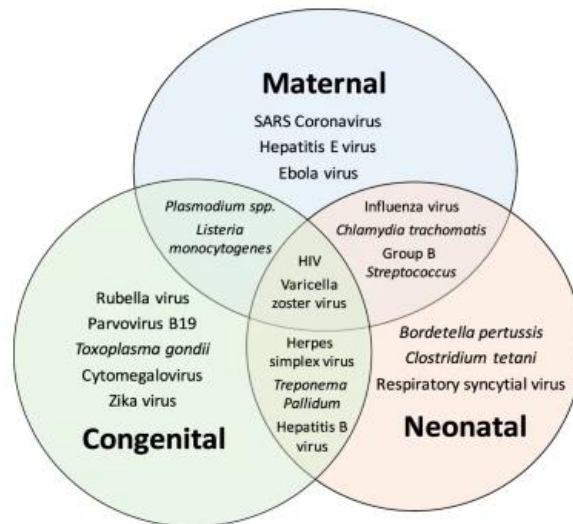 Maternal
SARS Coronavirus
Hepatitis E virus
Ebola virus
Plasmodium spp.
Listeria
monocytogenes
Influenza virus
Chlamydia trachomatis
Group B
Streptococcus
HIV
Varicella
zoster virus
Rubella virus
Parvovirus B19
Toxoplasma gondii
Cytomegalovirus
Zika virus
Congenital
Herpes
simplex virus
Treponema
Pallidum
Hepatitis B
virus
Bordetella pertussis
Clostridium tetani
Respiratory syncytial virus
Neonatal